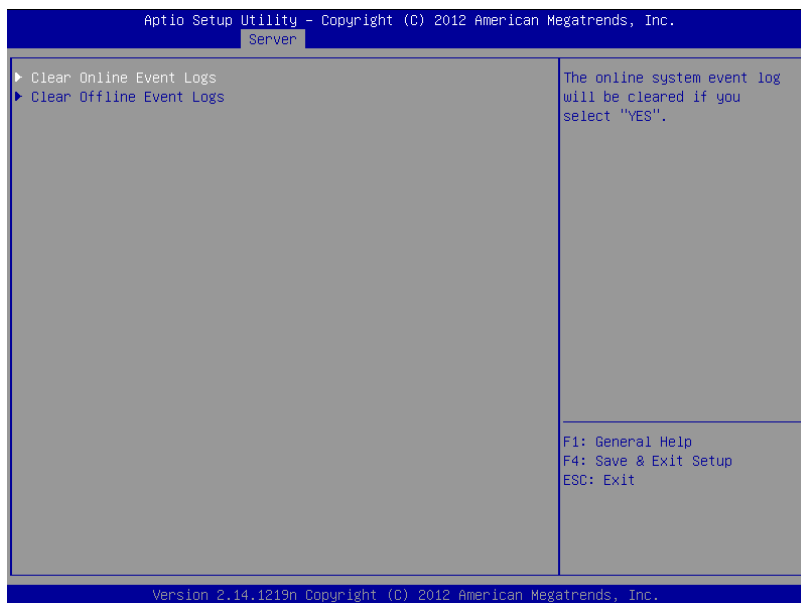 Aptio Setup Utility – Copyright (C) 2012 American Megatrends, Inc.
Server
▶ Clear Online Event Logs
▶ Clear Offline Event Logs
The online system event log
will be cleared if you
select "YES".
F1: General Help
F4: Save & Exit Setup
ESC: Exit
Version 2.14.1219n Copyright (C) 2012 American Megatrends, Inc.